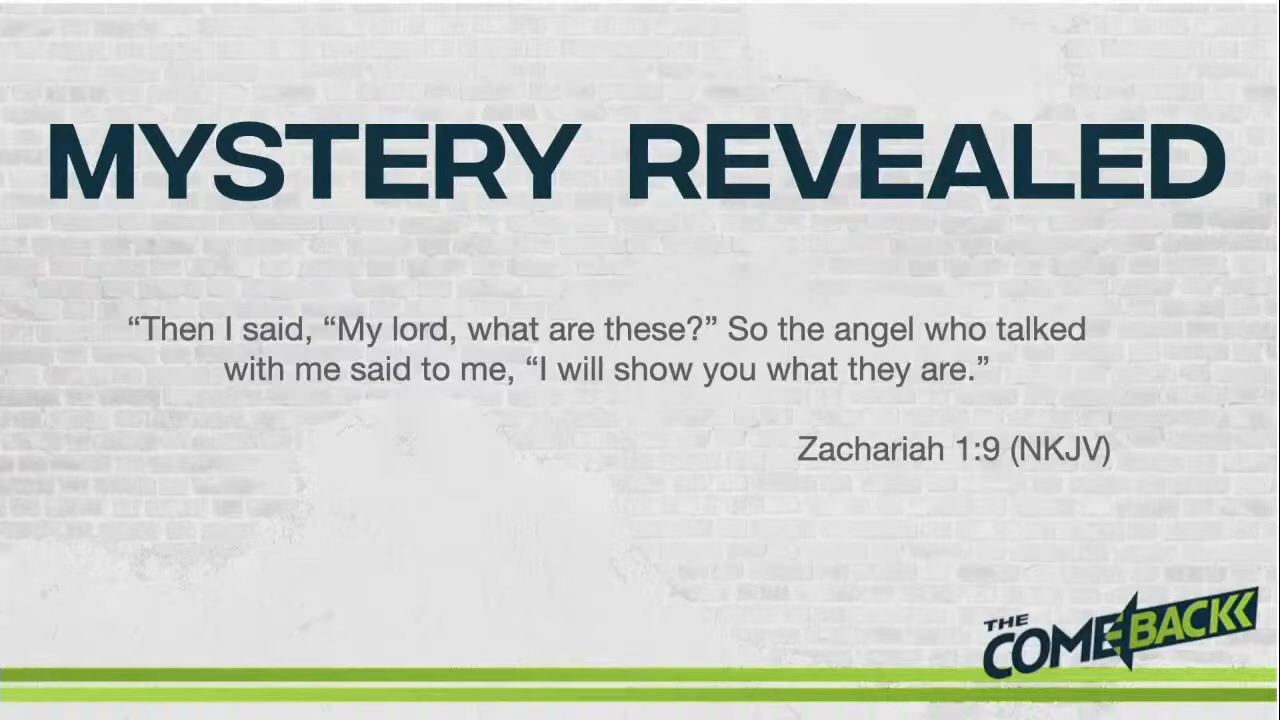 MYSTERY REVEALED
“Then I said, “My lord, what are these?” So the angel who talked
with me said to me, “I will show you what they are.”
Zachariah 1:9 (NKJV)
THE
COMEBACK